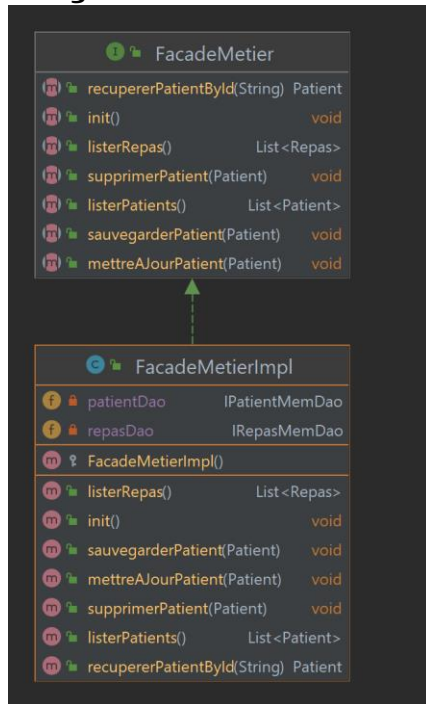 FacadeMetier
recupererPatientById(String) Patient
init() void
listerRepas() List<Repas>
supprimerPatient(Patient) void
listerPatients() List<Patient>
sauvegarderPatient(Patient) void
mettreAJourPatient(Patient) void
FacadeMetierImpl
patientDao IPatientMemDao
repasDao IRepasMemDao
FacadeMetierImpl()
listerRepas() List<Repas>
init() void
sauvegarderPatient(Patient) void
mettreAJourPatient(Patient) void
supprimerPatient(Patient) void
listerPatients() List<Patient>
recupererPatientById(String) Patient